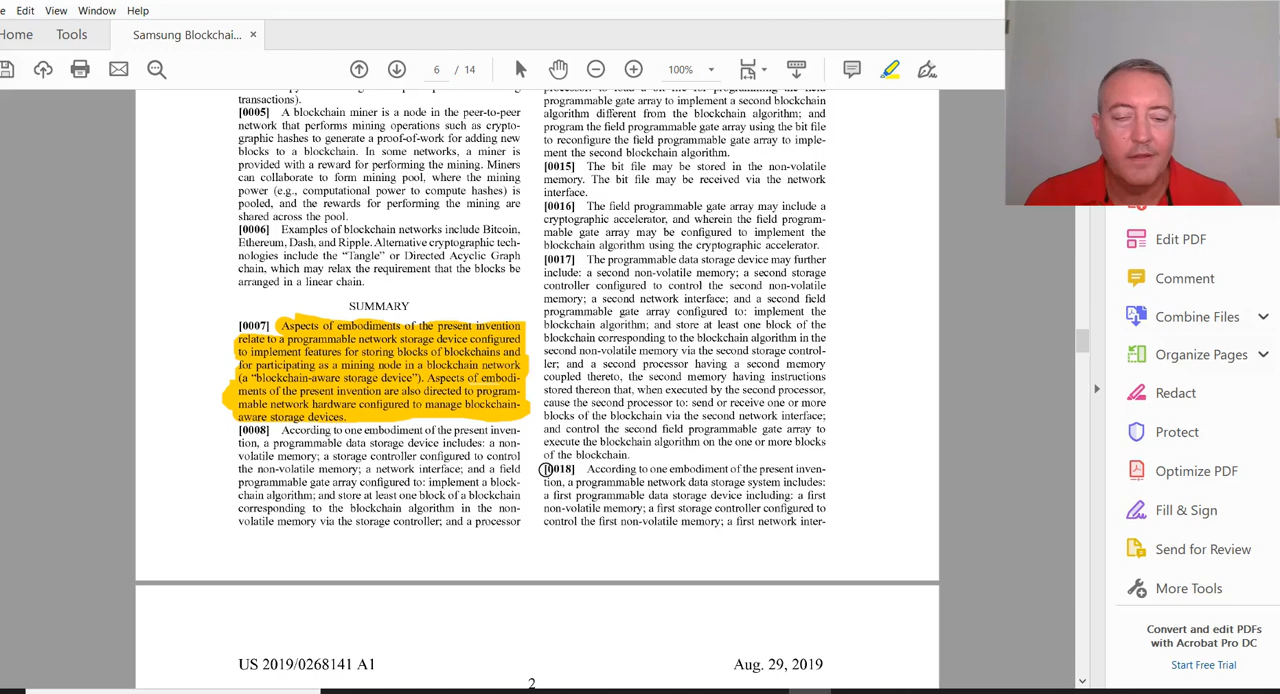 Edit View Window Help
Home Tools Samsung Blockchai... ×
6 / 14 100%
transactions).
[0005] A blockchain miner is a node in the peer-to-peer
network that performs mining operations such as crypto-
graphic hashes to generate a proof-of-work for adding new
blocks to a blockchain. In some networks, a miner is
provided with a reward for performing the mining. Miners
can collaborate to form mining pool, where the mining
power (e.g., computational power to compute hashes) is
pooled, and the rewards for performing the mining are
shared across the pool.
[0006] Examples of blockchain networks include Bitcoin,
Ethereum, Dash, and Ripple. Alternative cryptographic tech-
nologies include the “Tangle” or Directed Acyclic Graph
chain, which may relax the requirement that the blocks be
arranged in a linear chain.
SUMMARY
[0007] Aspects of embodiments of the present invention
relate to a programmable network storage device configured
to implement features for storing blocks of blockchains and
for participating as a mining node in a blockchain network
(a “blockchain-aware storage device”). Aspects of embodi-
ments of the present invention are also directed to program-
mable network hardware configured to manage blockchain-
aware storage devices.
[0008] According to one embodiment of the present inven-
tion, a programmable data storage device includes: a non-
volatile memory; a storage controller configured to control
the non-volatile memory; a network interface; and a field
programmable gate array configured to: implement a block-
chain algorithm; and store at least one block of a blockchain
corresponding to the blockchain algorithm in the non-
volatile memory via the storage controller; and a processor
programmable gate array to implement a second blockchain
algorithm different from the blockchain algorithm; and
program the field programmable gate array using the bit file
to reconfigure the field programmable gate array to imple-
ment the second blockchain algorithm.
[0015] The bit file may be stored in the non-volatile
memory. The bit file may be received via the network
interface.
[0016] The field programmable gate array may include a
cryptographic accelerator, and wherein the field program-
mable gate array may be configured to implement the
blockchain algorithm using the cryptographic accelerator.
[0017] The programmable data storage device may further
include: a second non-volatile memory; a second storage
controller configured to control the second non-volatile
memory; a second network interface; and a second field
programmable gate array configured to: implement the
blockchain algorithm; and store at least one block of the
blockchain corresponding to the blockchain algorithm in the
second non-volatile memory via the second storage control-
ler; and a second processor having a second memory
coupled thereto, the second memory having instructions
stored thereon that, when executed by the second processor,
cause the second processor to: send or receive one or more
blocks of the blockchain via the second network interface;
and control the second field programmable gate array to
execute the blockchain algorithm on the one or more blocks
of the blockchain.
[0018] According to one embodiment of the present inven-
tion, a programmable network data storage system includes:
a first programmable data storage device including: a first
non-volatile memory; a first storage controller configured to
control the first non-volatile memory; a first network inter-
US 2019/0268141 A1 Aug. 29, 2019
2
Edit PDF
Comment
Combine Files
Organize Pages
Redact
Protect
Optimize PDF
Fill & Sign
Send for Review
More Tools
Convert and edit PDFs
with Acrobat Pro DC
Start Free Trial